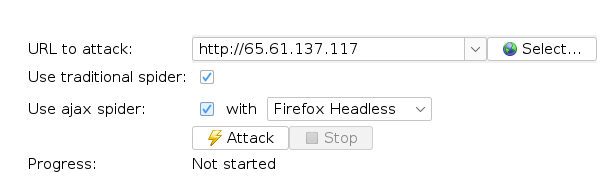 URL to attack: http://65.61.137.117 Select...
Use traditional spider:
Use ajax spider: with Firefox Headless
Attack Stop
Progress: Not started